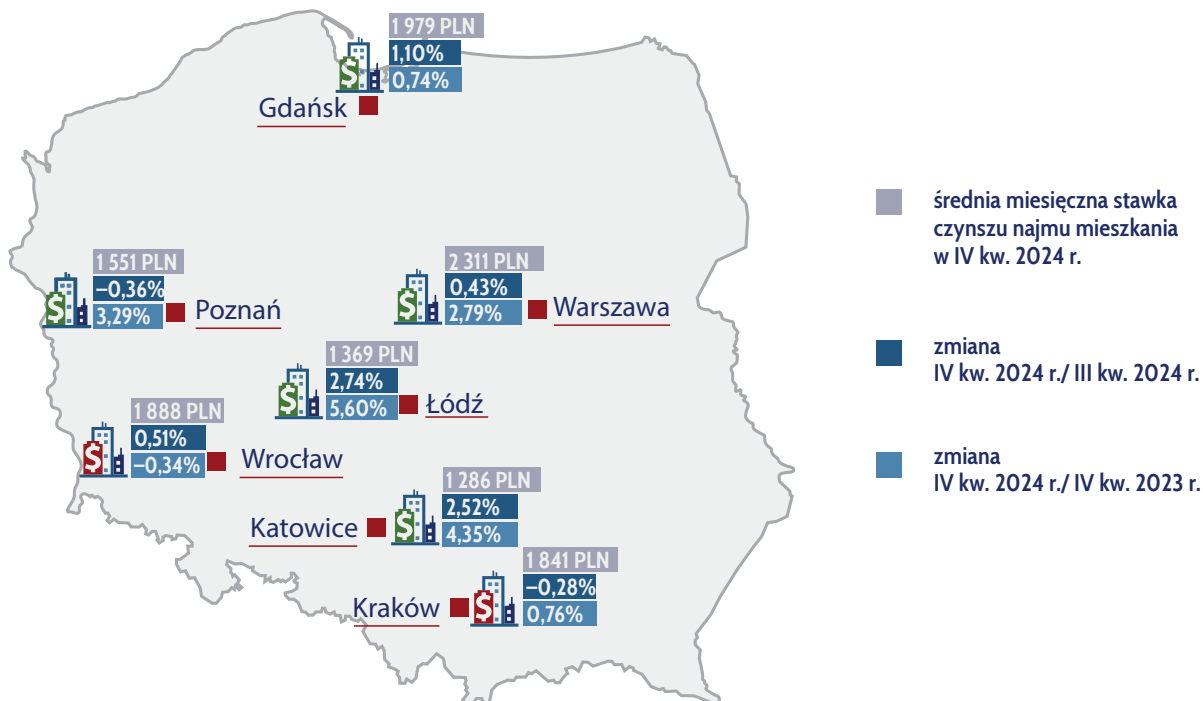 1 979 PLN
1,10%
0,74%
Gdańsk
1 551 PLN
−0,36%
3,29%
Poznań
2 311 PLN
0,43%
2,79%
Warszawa
1 369 PLN
2,74%
5,60%
Łódź
1 888 PLN
0,51%
−0,34%
Wrocław
1 286 PLN
2,52%
4,35%
Katowice
1 841 PLN
−0,28%
0,76%
Kraków
średnia miesięczna stawka
czynszu najmu mieszkania
w IV kw. 2024 r.
zmiana
IV kw. 2024 r./ III kw. 2024 r.
zmiana
IV kw. 2024 r./ IV kw. 2023 r.